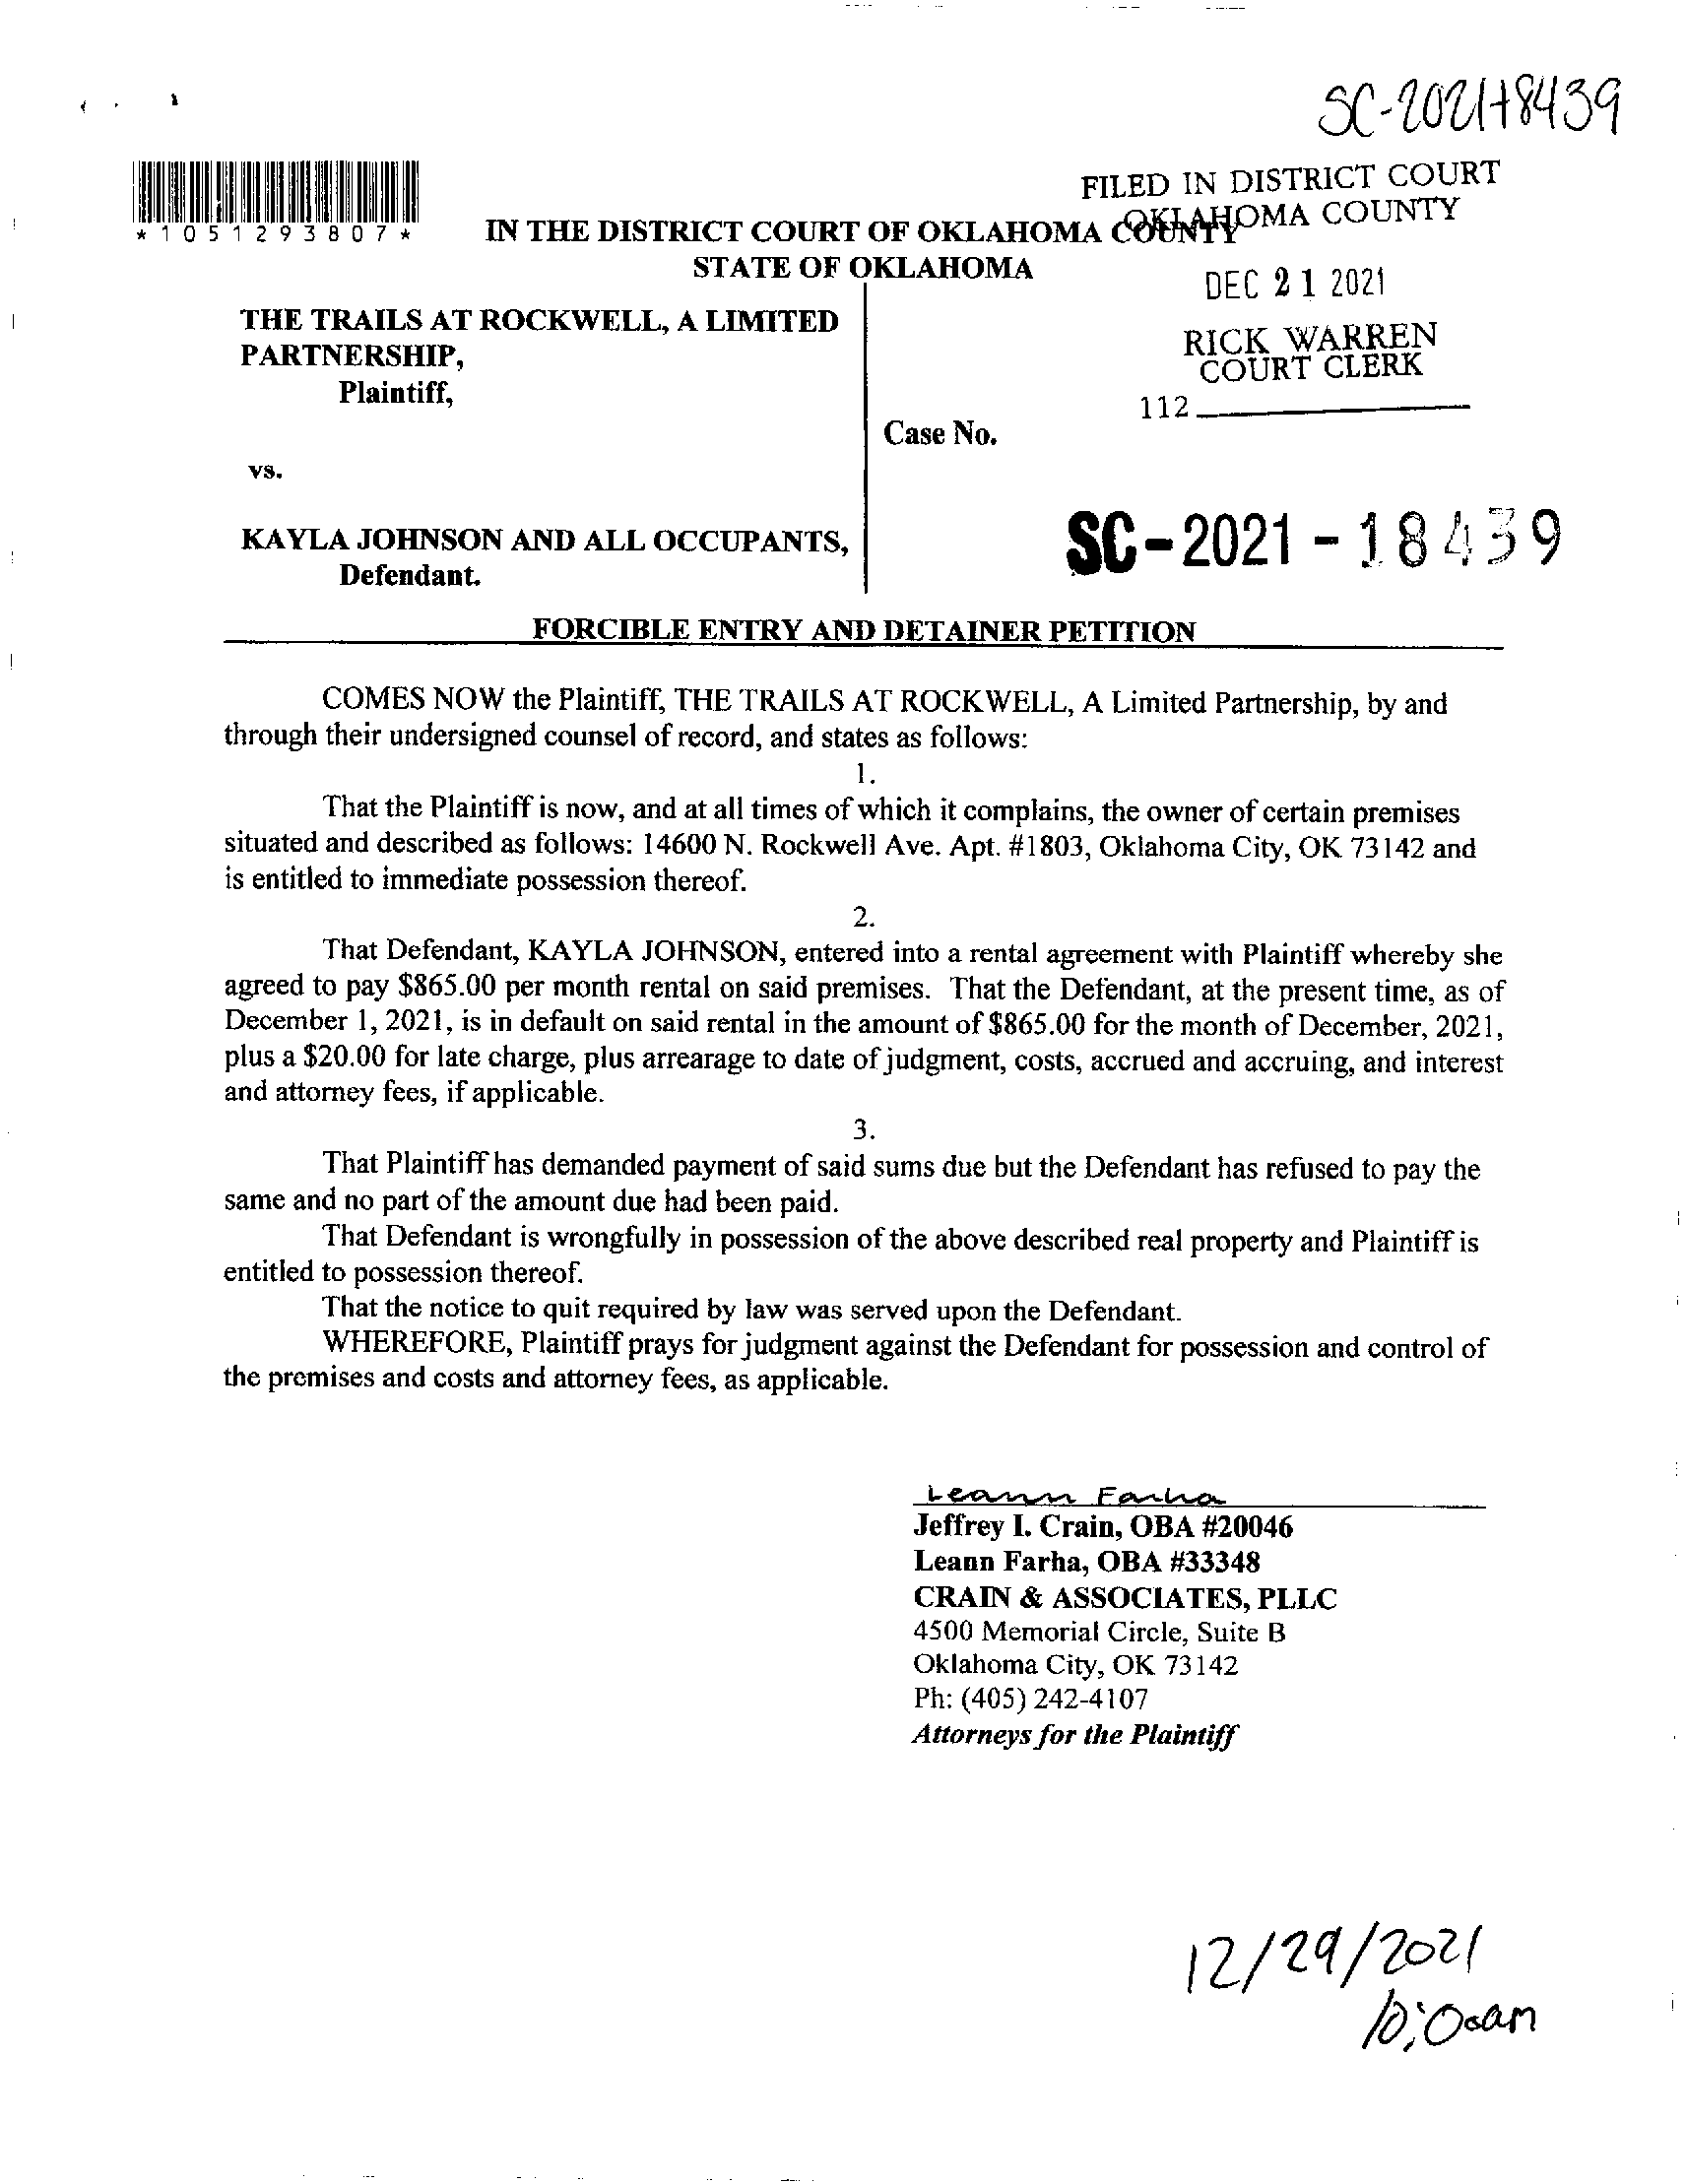 SC-2021-18439
FILED IN DISTRICT COURT
OKLAHOMA COUNTY
*1051293807*
IN THE DISTRICT COURT OF OKLAHOMA COUNTY
STATE OF OKLAHOMA
DEC 21 2021
THE TRAILS AT ROCKWELL, A LIMITED
PARTNERSHIP,
Plaintiff,
RICK WARREN
COURT CLERK
112
Case No.
vs.
SC-2021-18439
KAYLA JOHNSON AND ALL OCCUPANTS,
Defendant.
FORCIBLE ENTRY AND DETAINER PETITION
COMES NOW the Plaintiff, THE TRAILS AT ROCKWELL, A Limited Partnership, by and
through their undersigned counsel of record, and states as follows:
1.
That the Plaintiff is now, and at all times of which it complains, the owner of certain premises
situated and described as follows: 14600 N. Rockwell Ave. Apt. #1803, Oklahoma City, OK 73142 and
is entitled to immediate possession thereof.
2.
That Defendant, KAYLA JOHNSON, entered into a rental agreement with Plaintiff whereby she
agreed to pay $865.00 per month rental on said premises. That the Defendant, at the present time, as of
December 1, 2021, is in default on said rental in the amount of $865.00 for the month of December, 2021,
plus a $20.00 for late charge, plus arrearage to date of judgment, costs, accrued and accruing, and interest
and attorney fees, if applicable.
3.
That Plaintiff has demanded payment of said sums due but the Defendant has refused to pay the
same and no part of the amount due had been paid.
That Defendant is wrongfully in possession of the above described real property and Plaintiff is
entitled to possession thereof.
That the notice to quit required by law was served upon the Defendant.
WHEREFORE, Plaintiff prays for judgment against the Defendant for possession and control of
the premises and costs and attorney fees, as applicable.
Leann Farha
Jeffrey I. Crain, OBA #20046
Leann Farha, OBA #33348
CRAIN & ASSOCIATES, PLLC
4500 Memorial Circle, Suite B
Oklahoma City, OK 73142
Ph: (405) 242-4107
Attorneys for the Plaintiff
12/29/2021
10:00am